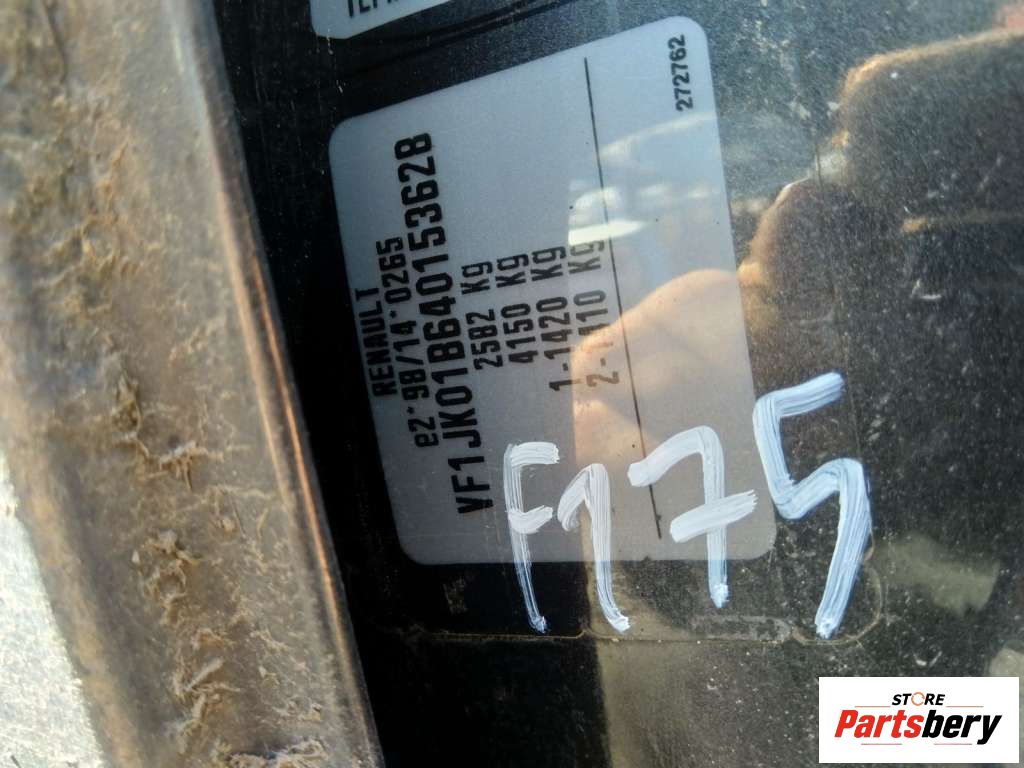 RENAULT
e2*98/14*0265
VF1JK01B640153628
2582 Kg
4150 Kg
1-1420 Kg
2-1410 Kg
272762
F175
STORE
Partsbery